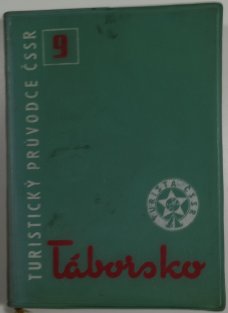 TURISTICKÝ PRŮVODCE ČSSR
9
TURISTA ČSSR
Táborsko